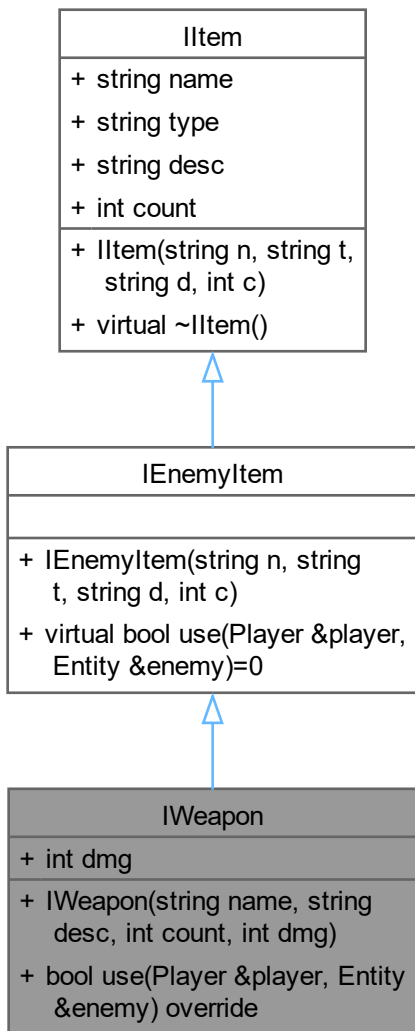 IItem
+ string name
+ string type
+ string desc
+ int count
+ IItem(string n, string t,
string d, int c)
+ virtual ~IItem()
IEnemyItem
+ IEnemyItem(string n, string
t, string d, int c)
+ virtual bool use(Player &player,
Entity &enemy)=0
IWeapon
+ int dmg
+ IWeapon(string name, string
desc, int count, int dmg)
+ bool use(Player &player, Entity
&enemy) override